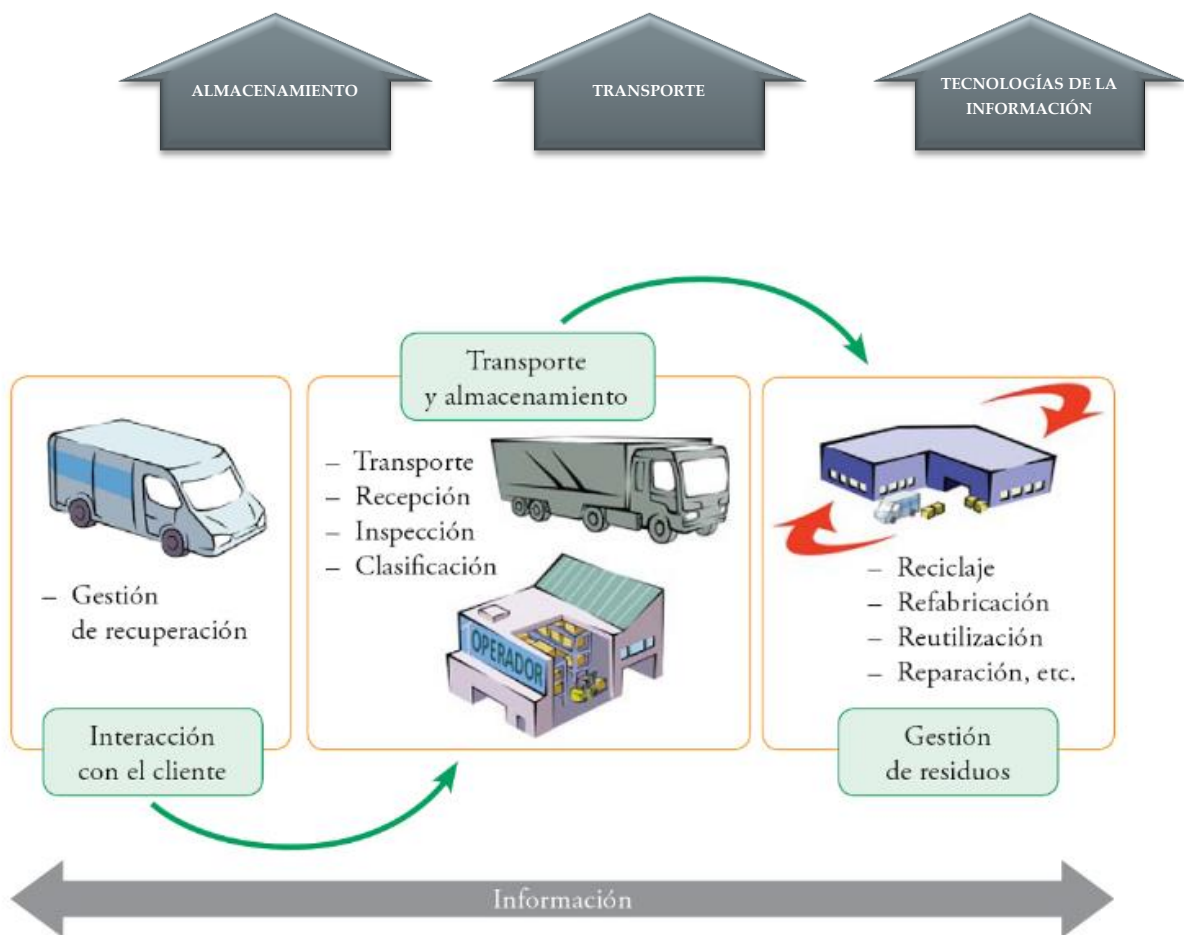 ALMACENAMIENTO
TRANSPORTE
TECNOLOGÍAS DE LA
INFORMACIÓN
– Gestión
de recuperación
Interacción
con el cliente
Transporte
y almacenamiento
– Transporte
– Recepción
– Inspección
– Clasificación
OPERADOR
– Reciclaje
– Refabricación
– Reutilización
– Reparación, etc.
Gestión
de residuos
Información